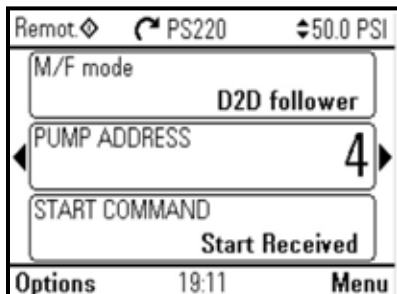 Remot. PS220 50.0 PSI
M/F mode
D2D follower
PUMP ADDRESS
4
START COMMAND
Start Received
Options 19:11 Menu